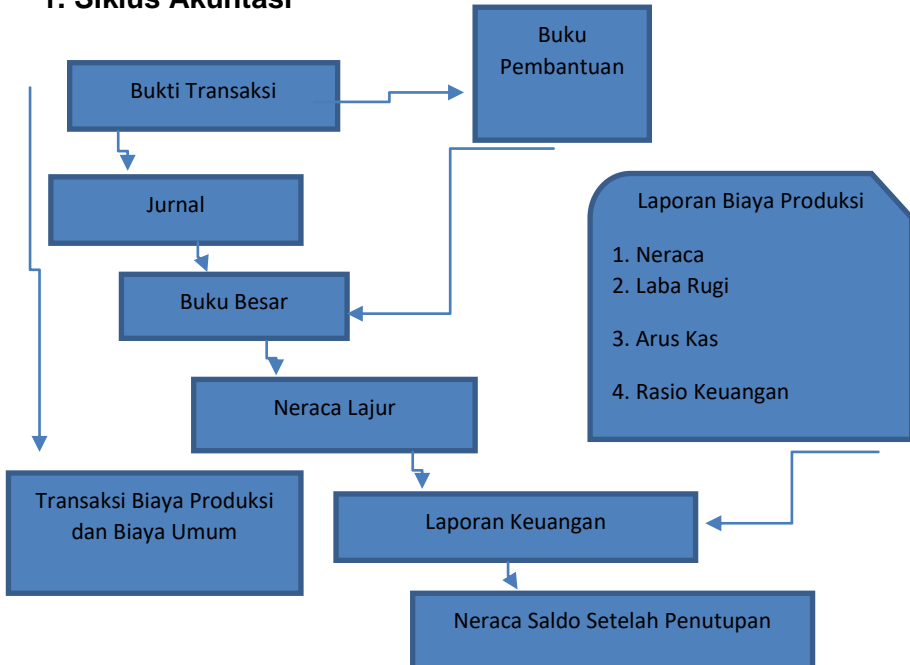 1. Siklus Akuntasi
Buku
Pembantuan
Bukti Transaksi
Jurnal
Laporan Biaya Produksi
1. Neraca
2. Laba Rugi
3. Arus Kas
4. Rasio Keuangan
Buku Besar
Neraca Lajur
Transaksi Biaya Produksi
dan Biaya Umum
Laporan Keuangan
Neraca Saldo Setelah Penutupan